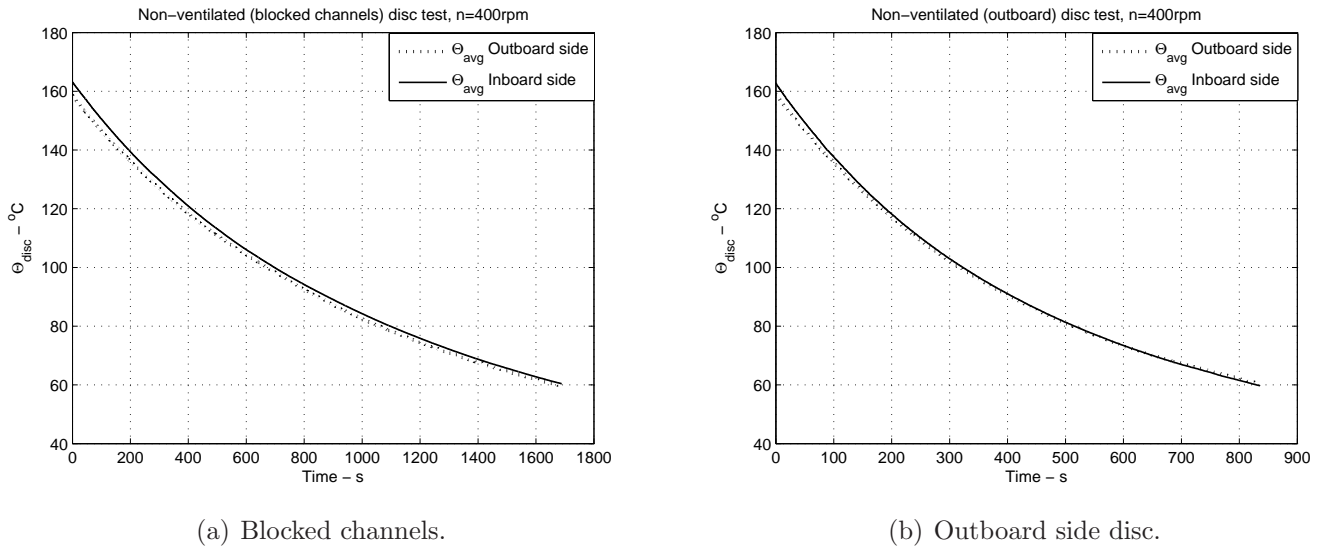 Non−ventilated (blocked channels) disc test, n=400rpm
180
160
140
120
100
80
60
40
Θdisc − oC
Θavg Outboard side
Θavg Inboard side
0 200 400 600 800 1000 1200 1400 1600 1800
Time − s
(a) Blocked channels.
Non−ventilated (outboard) disc test, n=400rpm
180
160
140
120
100
80
60
40
Θdisc − oC
Θavg Outboard side
Θavg Inboard side
0 100 200 300 400 500 600 700 800 900
Time − s
(b) Outboard side disc.